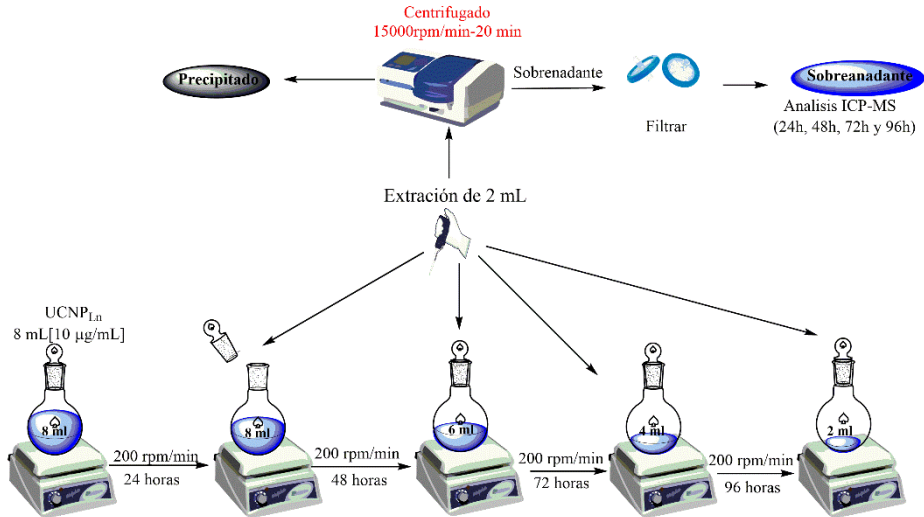 Centrifugado
15000rpm/min-20 min
Precipitado
Sobrenadante
Filtrar
Sobreanadante
Analisis ICP-MS
(24h, 48h, 72h y 96h)
Extración de 2 mL
UCNPLn
8 mL[10 µg/mL]
8 ml
8 ml
6 ml
4 ml
2 ml
200 rpm/min
24 horas
200 rpm/min
48 horas
200 rpm/min
72 horas
200 rpm/min
96 horas